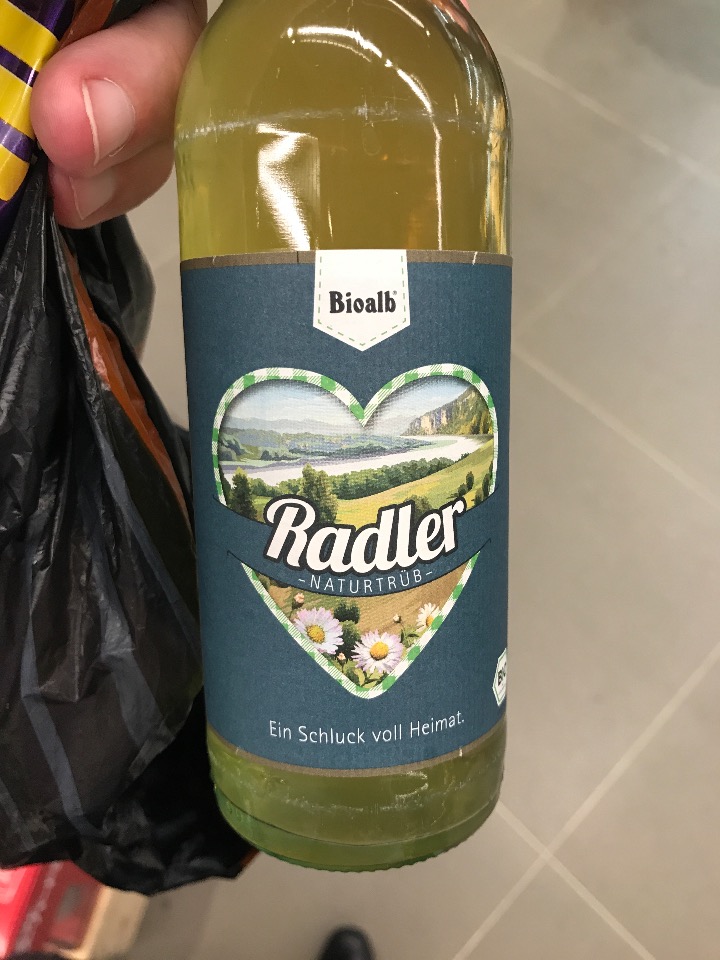 Bioalb®
Radler
-NATURTRÜB-
Ein Schluck voll Heimat.